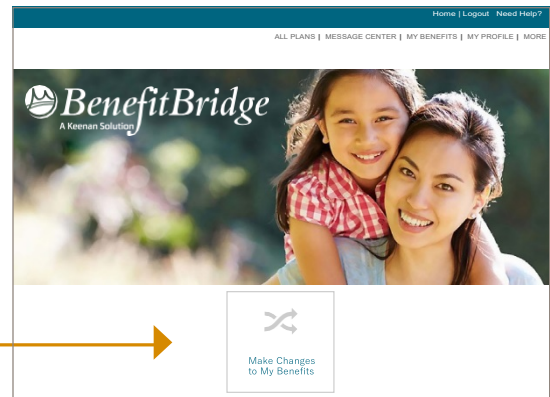 Home | Logout Need Help?
ALL PLANS | MESSAGE CENTER | MY BENEFITS | MY PROFILE | MORE
BenefitBridge
A Keenan Solution
Make Changes
to My Benefits